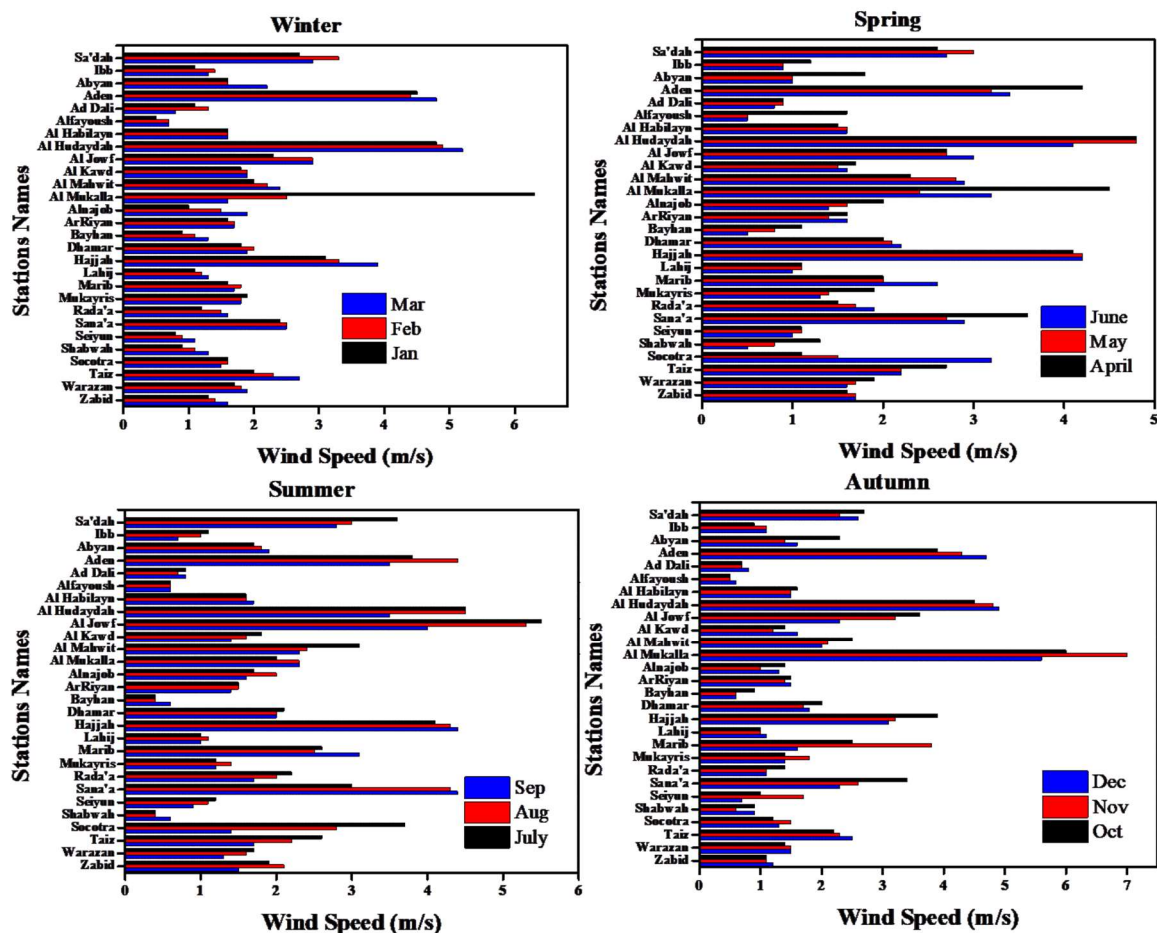 Winter
Stations Names
Sa'dah
Ibb
Abyan
Aden
Ad Dali
Alfayoush
Al Habilayn
Al Hudaydah
Al Jowf
Al Kawd
Al Mahwit
Al Mukalla
Alnajob
ArRiyan
Bayhan
Dhamar
Hajjah
Lahij
Marib
Mukayris
Rada'a
Sana'a
Seiyun
Shabwah
Socotra
Taiz
Warazan
Zabid
Mar
Feb
Jan
0 1 2 3 4 5 6
Wind Speed (m/s)
Spring
Stations Names
Sa'dah
Ibb
Abyan
Aden
Ad Dali
Alfayoush
Al Habilayn
Al Hudaydah
Al Jowf
Al Kawd
Al Mahwit
Al Mukalla
Alnajob
ArRiyan
Bayhan
Dhamar
Hajjah
Lahij
Marib
Mukayris
Rada'a
Sana'a
Seiyun
Shabwah
Socotra
Taiz
Warazan
Zabid
June
May
April
0 1 2 3 4 5
Wind Speed (m/s)
Summer
Stations Names
Sa'dah
Ibb
Abyan
Aden
Ad Dali
Alfayoush
Al Habilayn
Al Hudaydah
Al Jowf
Al Kawd
Al Mahwit
Al Mukalla
Alnajob
ArRiyan
Bayhan
Dhamar
Hajjah
Lahij
Marib
Mukayris
Rada'a
Sana'a
Seiyun
Shabwah
Socotra
Taiz
Warazan
Zabid
Sep
Aug
July
0 1 2 3 4 5 6
Wind Speed (m/s)
Autumn
Stations Names
Sa'dah
Ibb
Abyan
Aden
Ad Dali
Alfayoush
Al Habilayn
Al Hudaydah
Al Jowf
Al Kawd
Al Mahwit
Al Mukalla
Alnajob
ArRiyan
Bayhan
Dhamar
Hajjah
Lahij
Marib
Mukayris
Rada'a
Sana'a
Seiyun
Shabwah
Socotra
Taiz
Warazan
Zabid
Dec
Nov
Oct
0 1 2 3 4 5 6 7
Wind Speed (m/s)